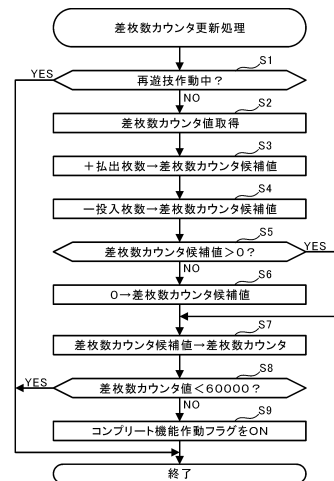 差枚数カウンタ更新処理
S1
YES
再遊技作動中？
NO
S2
差枚数カウンタ値取得
S3
＋払出枚数→差枚数カウンタ候補値
S4
－投入枚数→差枚数カウンタ候補値
S5
差枚数カウンタ候補値＞0？
YES
NO
S6
0→差枚数カウンタ候補値
S7
差枚数カウンタ候補値→差枚数カウンタ
S8
YES
差枚数カウンタ値＜60000？
NO
S9
コンプリート機能作動フラグをON
終了